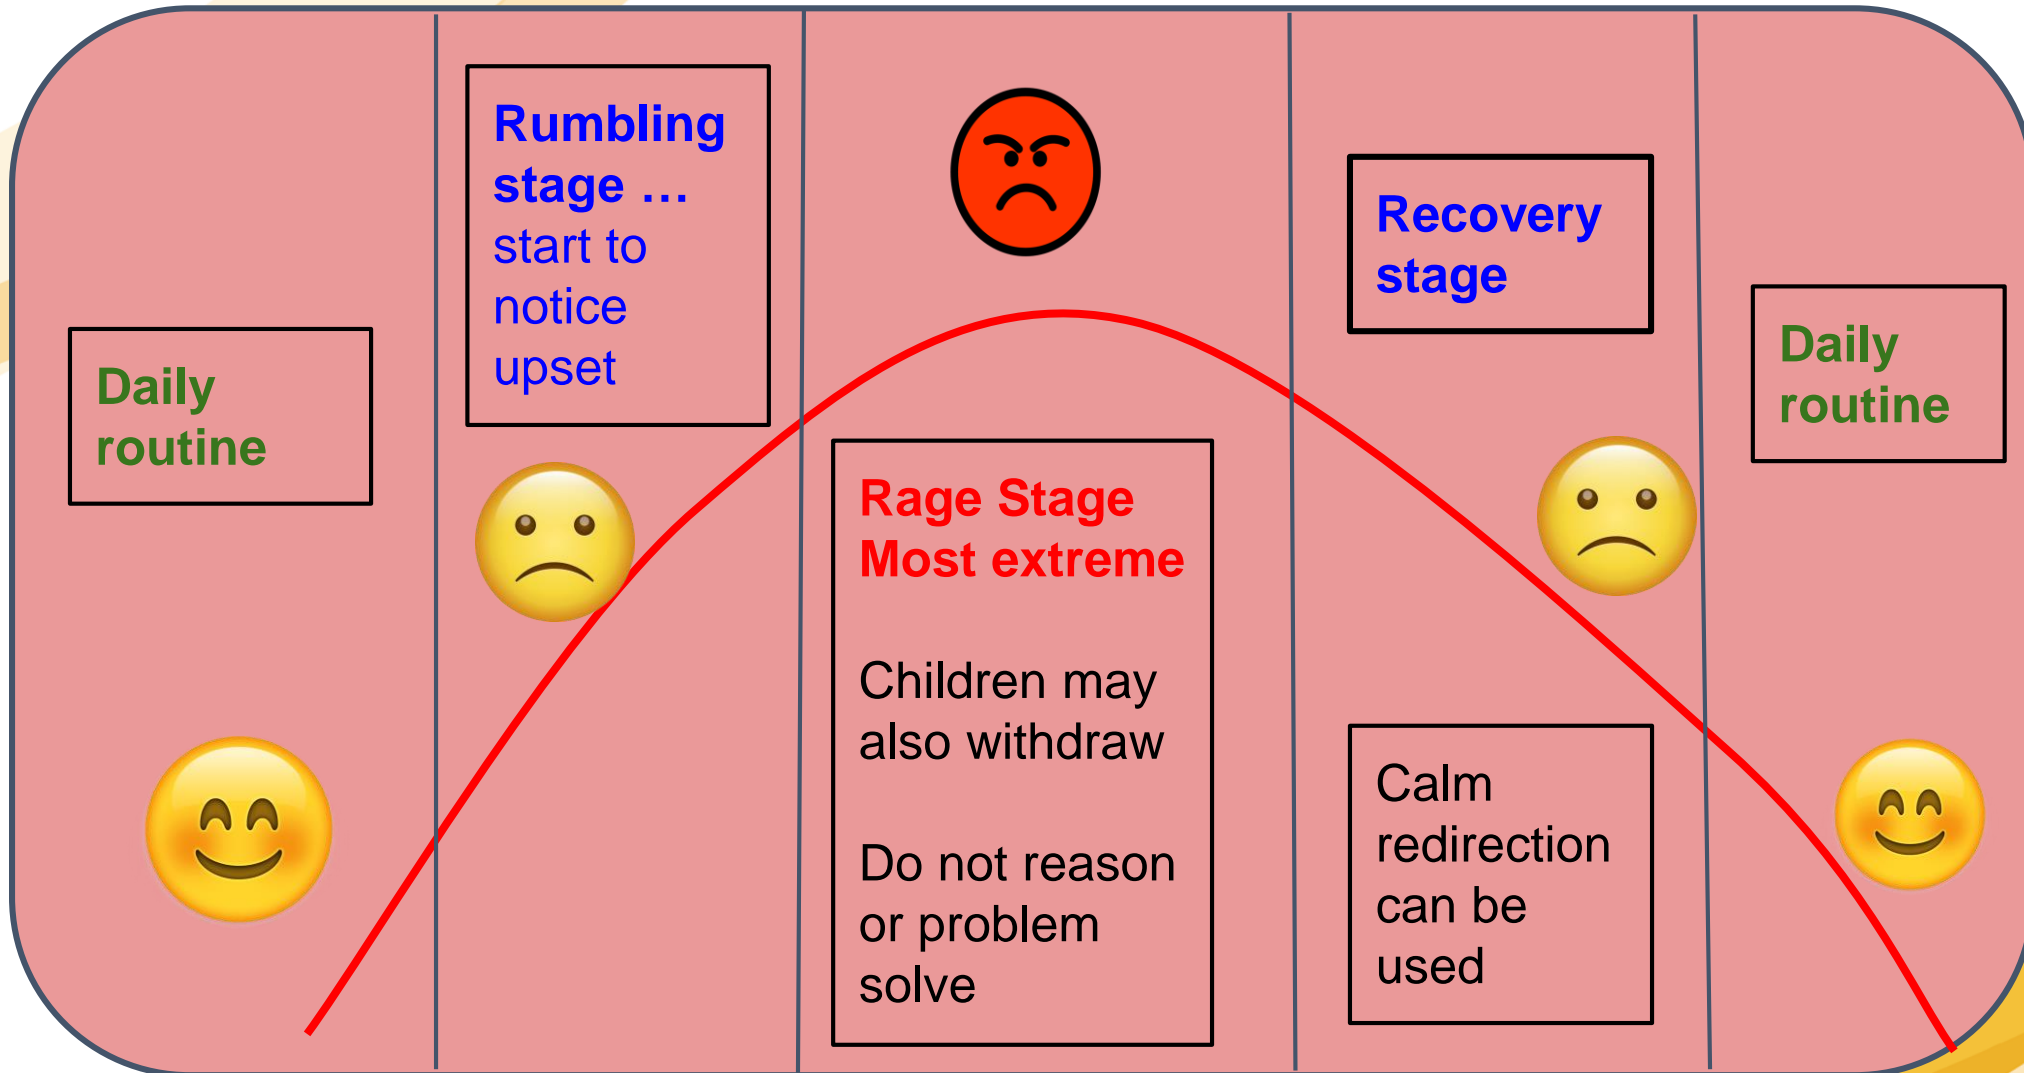 Daily
routine
Rumbling
stage …
start to
notice
upset
Rage Stage
Most extreme
Children may
also withdraw
Do not reason
or problem
solve
Recovery
stage
Calm
redirection
can be
used
Daily
routine